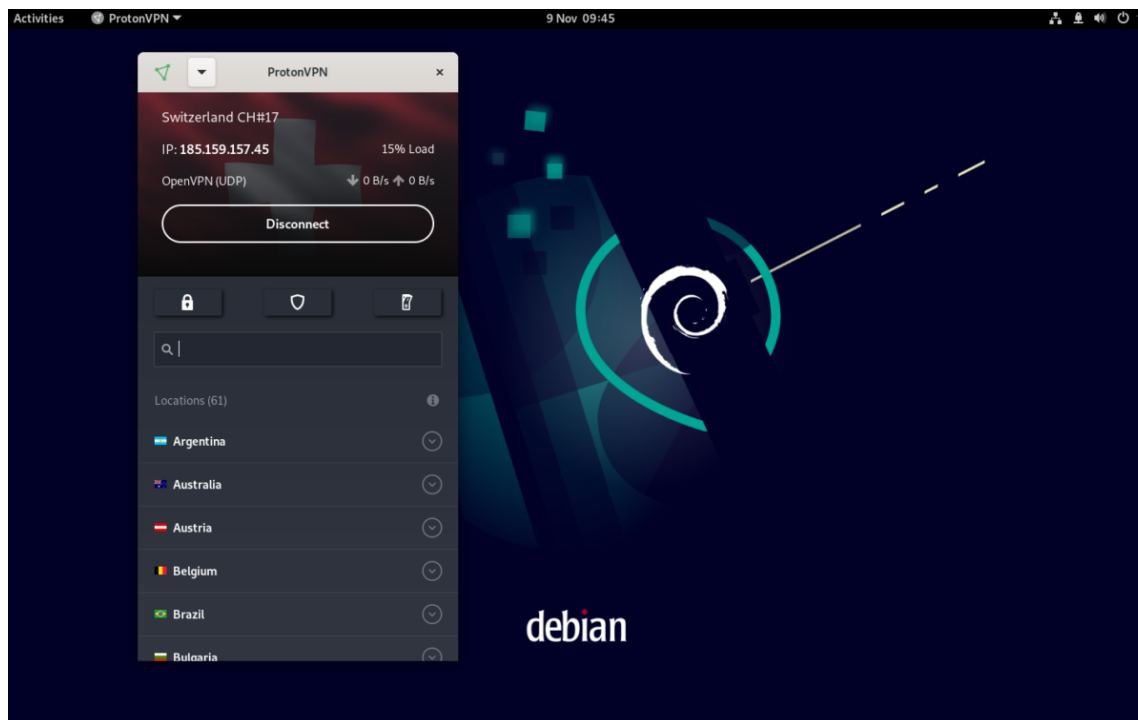 Activities ProtonVPN 9 Nov 09:45
ProtonVPN
Switzerland CH#17
IP: 185.159.157.45 15% Load
OpenVPN (UDP) 0 B/s 0 B/s
Disconnect
Locations (61)
Argentina
Australia
Austria
Belgium
Brazil
Bulgaria
debian